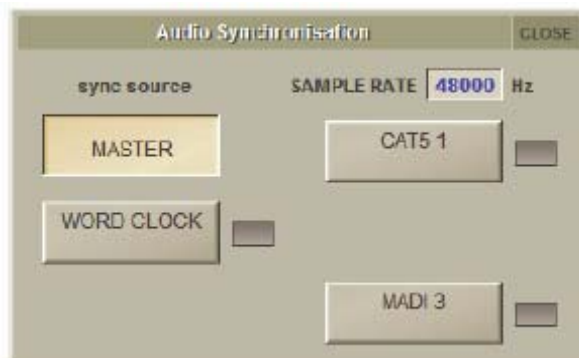 Audio Synchronisation CLOSE
sync source SAMPLE RATE 48000 Hz
MASTER CAT5 1
WORD CLOCK
MADI 3